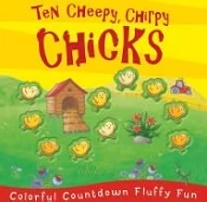 TEN CHEEPY, CHIRPY
CHICKS
Colorful Countdown Fluffy Fun